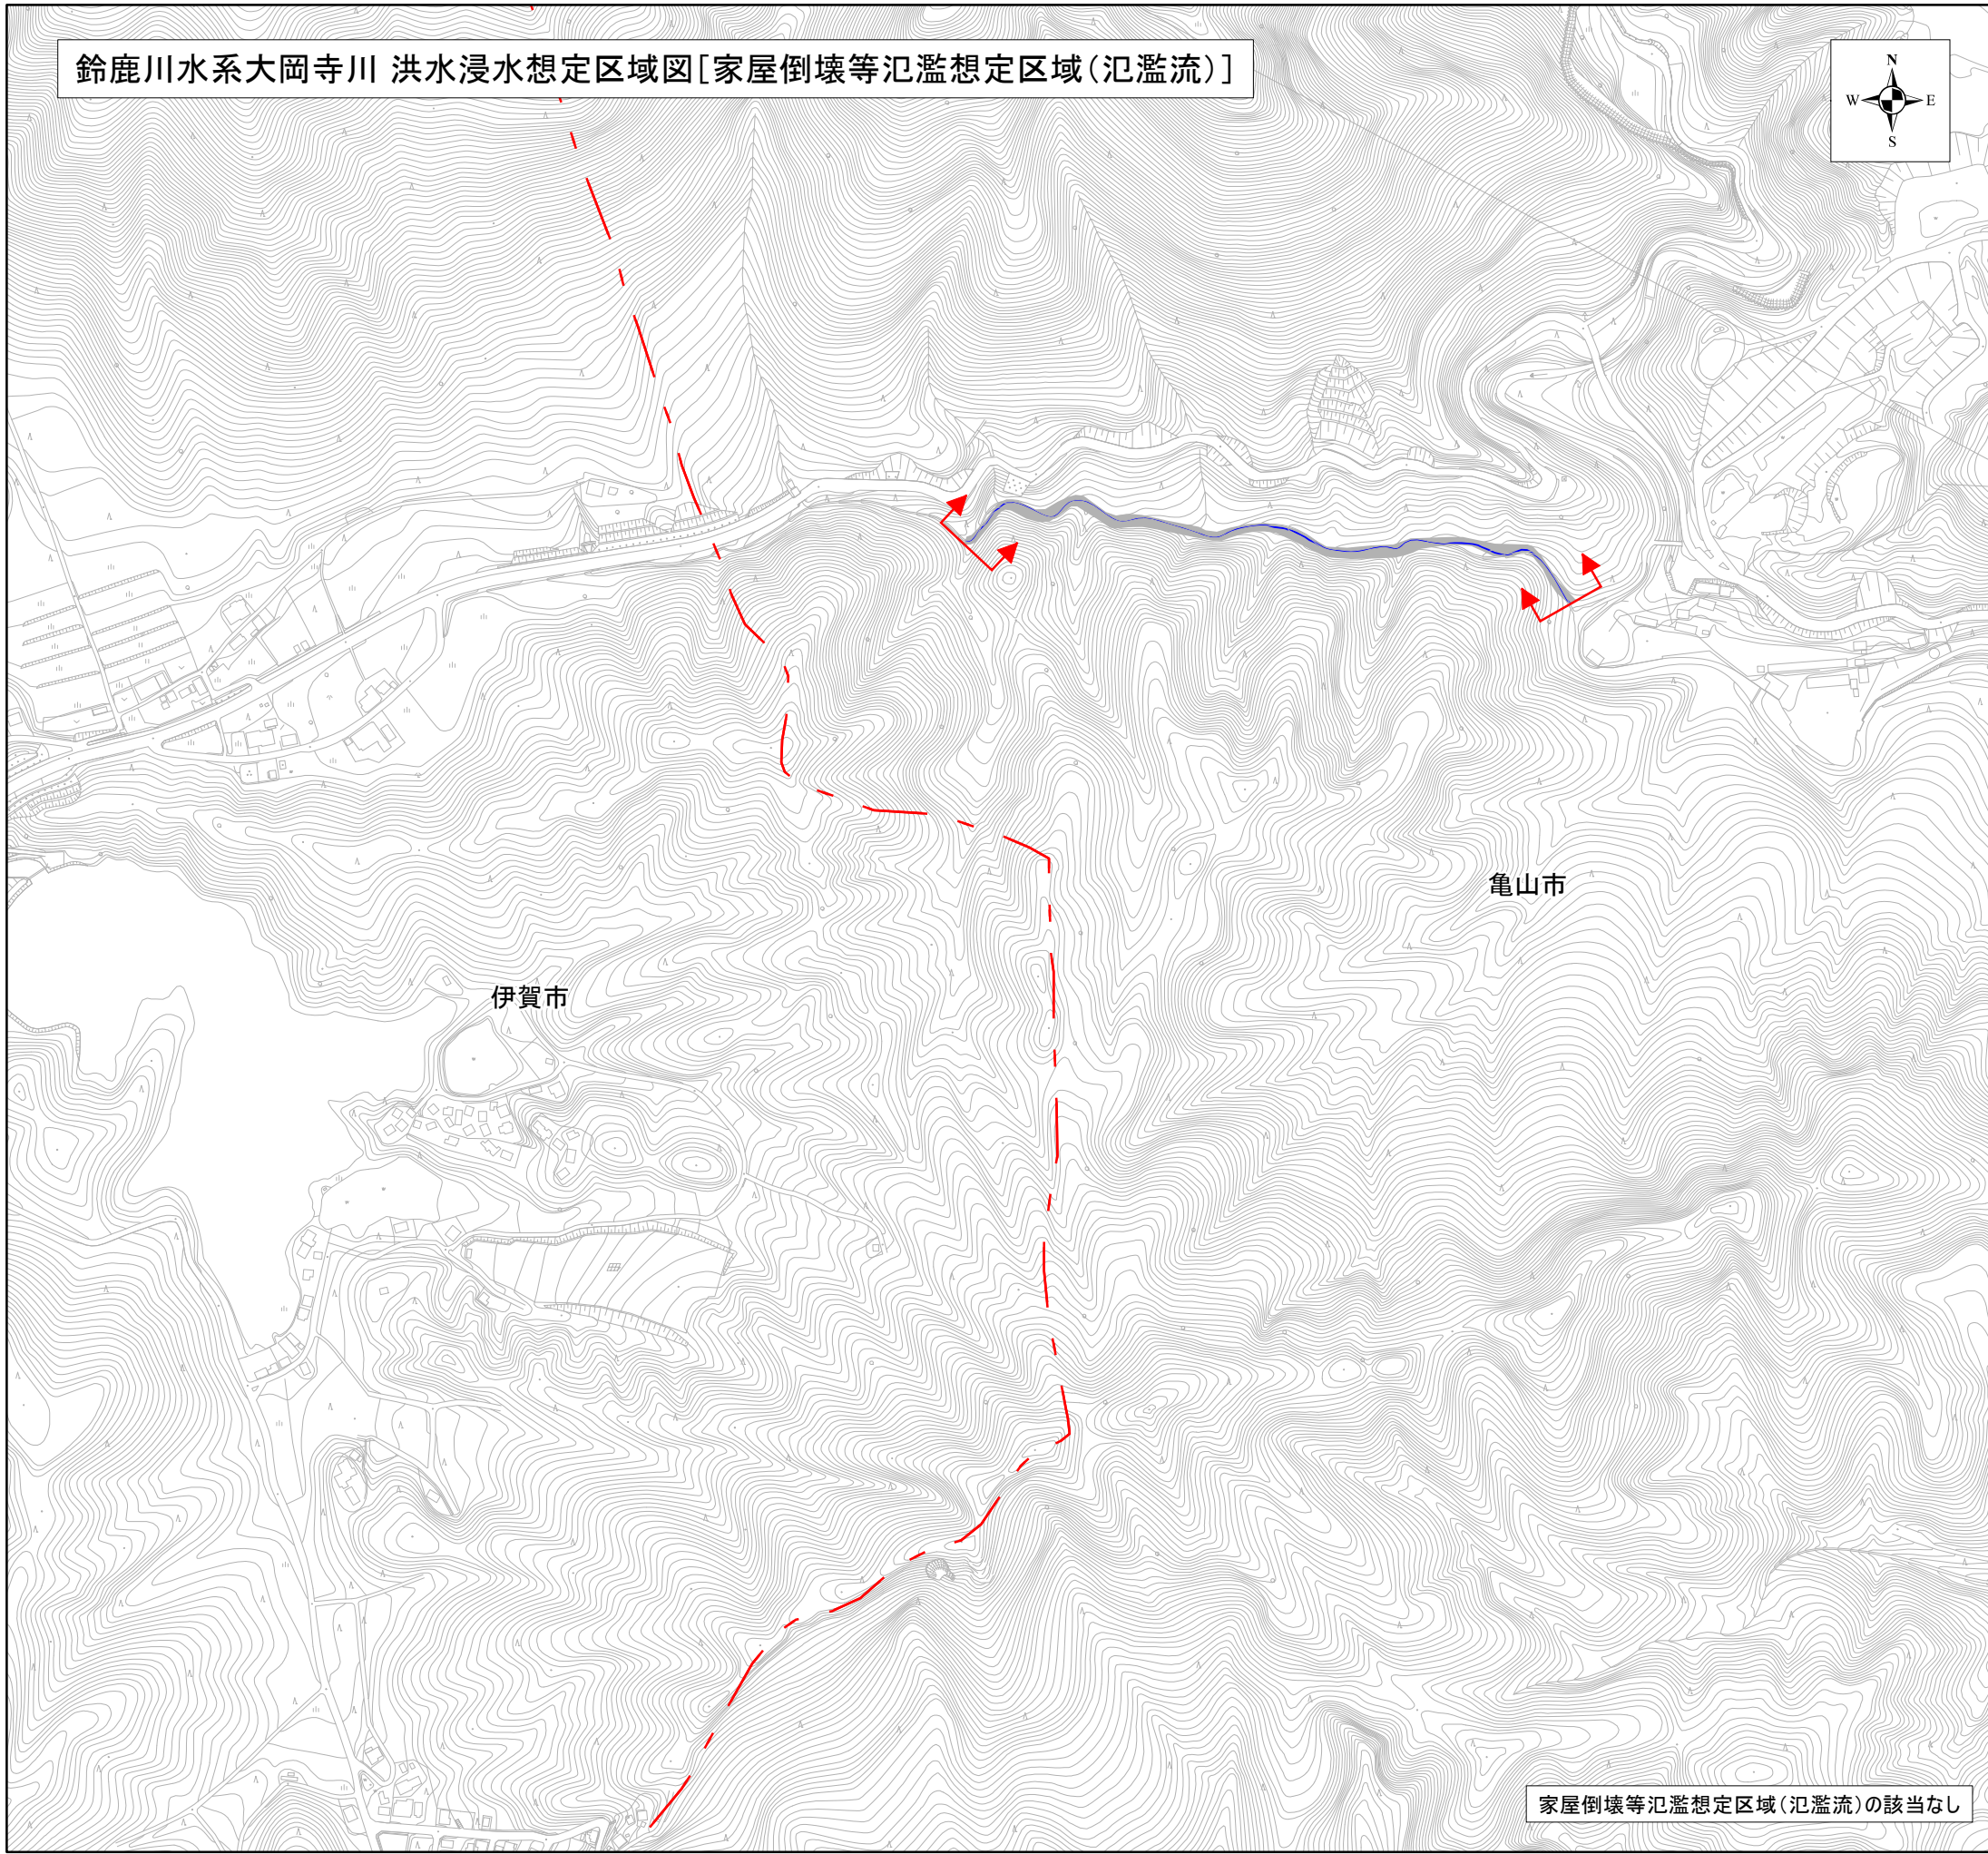 鈴鹿川水系大岡寺川 洪水浸水想定区域図[家屋倒壊等氾濫想定区域(氾濫流)]
N
W E
S
亀山市
伊賀市
家屋倒壊等氾濫想定区域(氾濫流)の該当なし